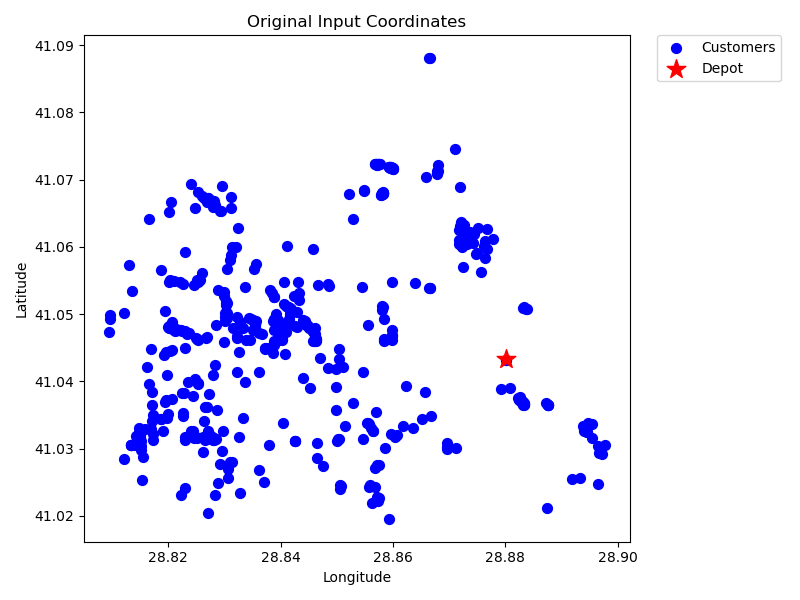 Original Input Coordinates
Customers
Depot
41.09
41.08
41.07
41.06
41.05
41.04
41.03
41.02
Latitude
28.82
28.84
28.86
28.88
28.90
Longitude